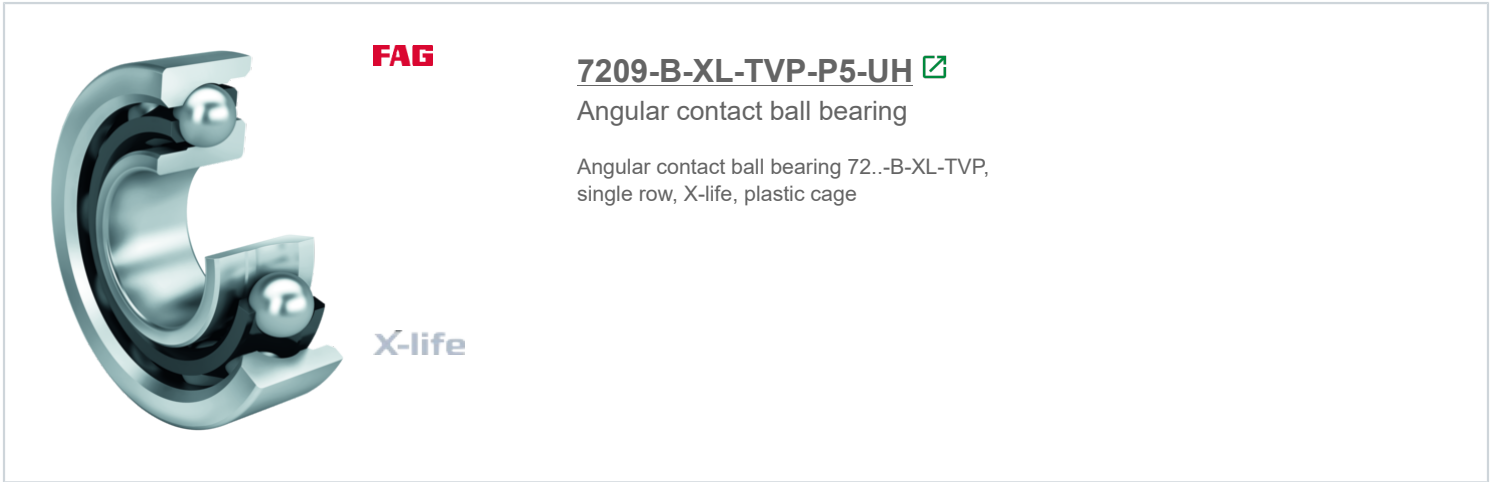 FAG
7209-B-XL-TVP-P5-UH
Angular contact ball bearing
Angular contact ball bearing 72..-B-XL-TVP,
single row, X-life, plastic cage
X-life